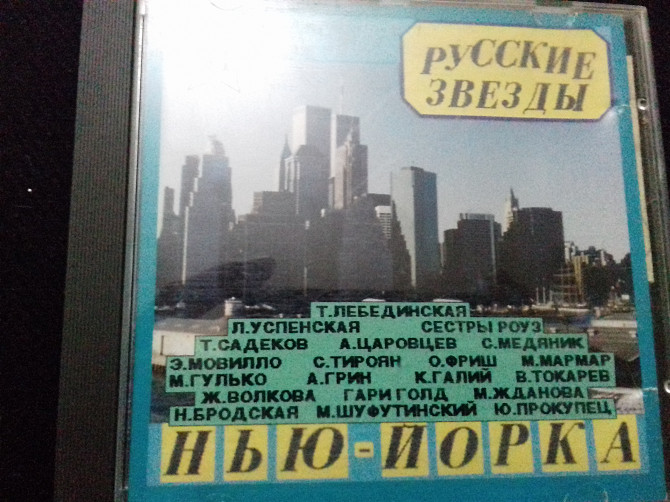 РУССКИЕ
ЗВЕЗДЫ
Т.ЛЕБЕДИНСКАЯ
Л.УСПЕНСКАЯ СЕСТРЫ РОУЗ
Т.САДЕКОВ А.ЦАРОВЦЕВ С.МЕДЯНИК
Э.МОВИЛЛО С.ТИРОЯН О.ФРИШ М.МАРМАР
М.ГУЛЬКО А.ГРИН К.ГАЛИЙ В.ТОКАРЕВ
Ж.ВОЛКОВА ГАРИ ГОЛД М.ЖДАНОВА
Н.БРОДСКАЯ М.ШУФУТИНСКИЙ Ю.ПРОКУПЕЦ
НЬЮ-ЙОРКА